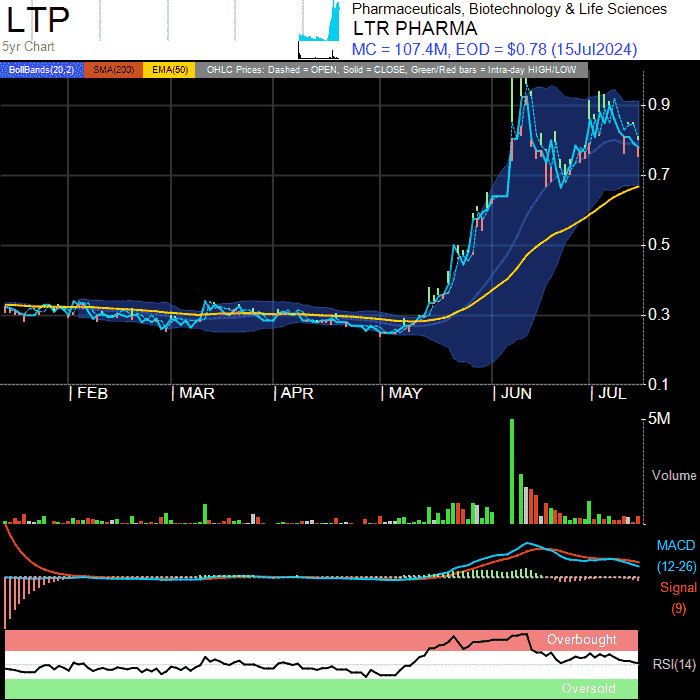 LTP
5yr Chart
Pharmaceuticals, Biotechnology & Life Sciences
LTR PHARMA
MC = 107.4M, EOD = $0.78 (15Jul2024)
BollBands(20,2) SMA(200) EMA(50) OHLC Prices: Dashed = OPEN, Solid = CLOSE, Green/Red bars = Intra-day HIGH/LOW
0.9
0.7
0.5
0.3
0.1
| FEB | MAR | APR | MAY | JUN | JUL
5M
Volume
MACD
(12-26)
Signal
(9)
Overbought
RSI(14)
Oversold